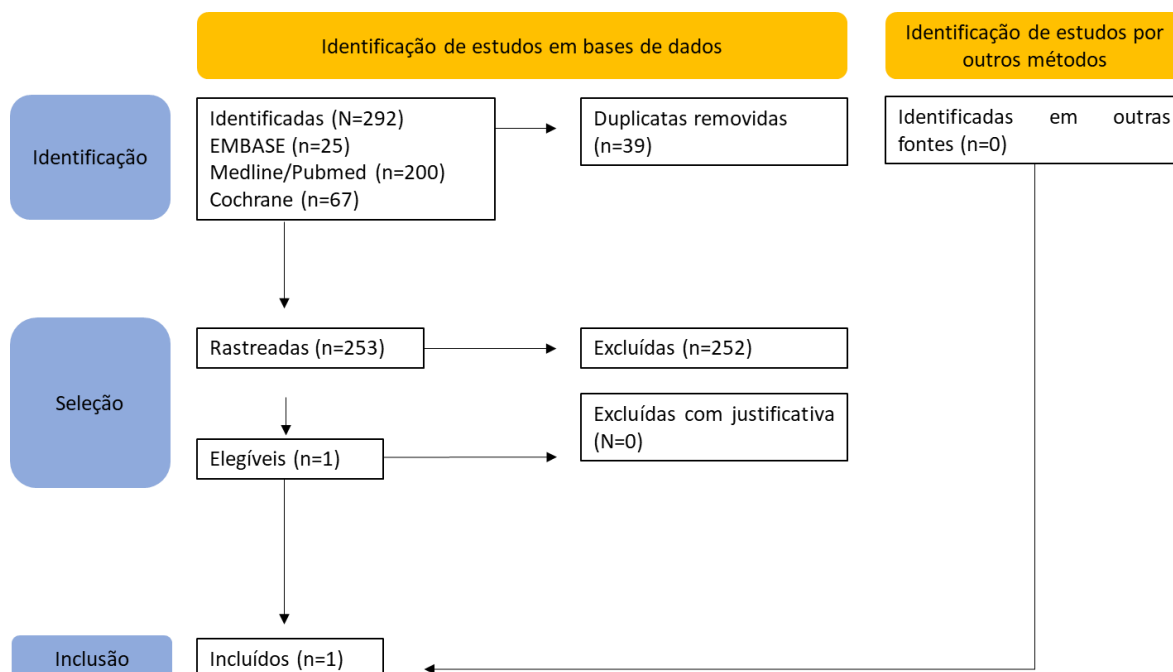 Identificação de estudos em bases de dados
Identificação de estudos por
outros métodos
Identificação
Identificadas (N=292)
EMBASE (n=25)
Medline/Pubmed (n=200)
Cochrane (n=67)
Duplicatas removidas
(n=39)
Identificadas em outras
fontes (n=0)
Seleção
Rastreadas (n=253)
Excluídas (n=252)
Excluídas com justificativa
(N=0)
Elegíveis (n=1)
Inclusão
Incluídos (n=1)